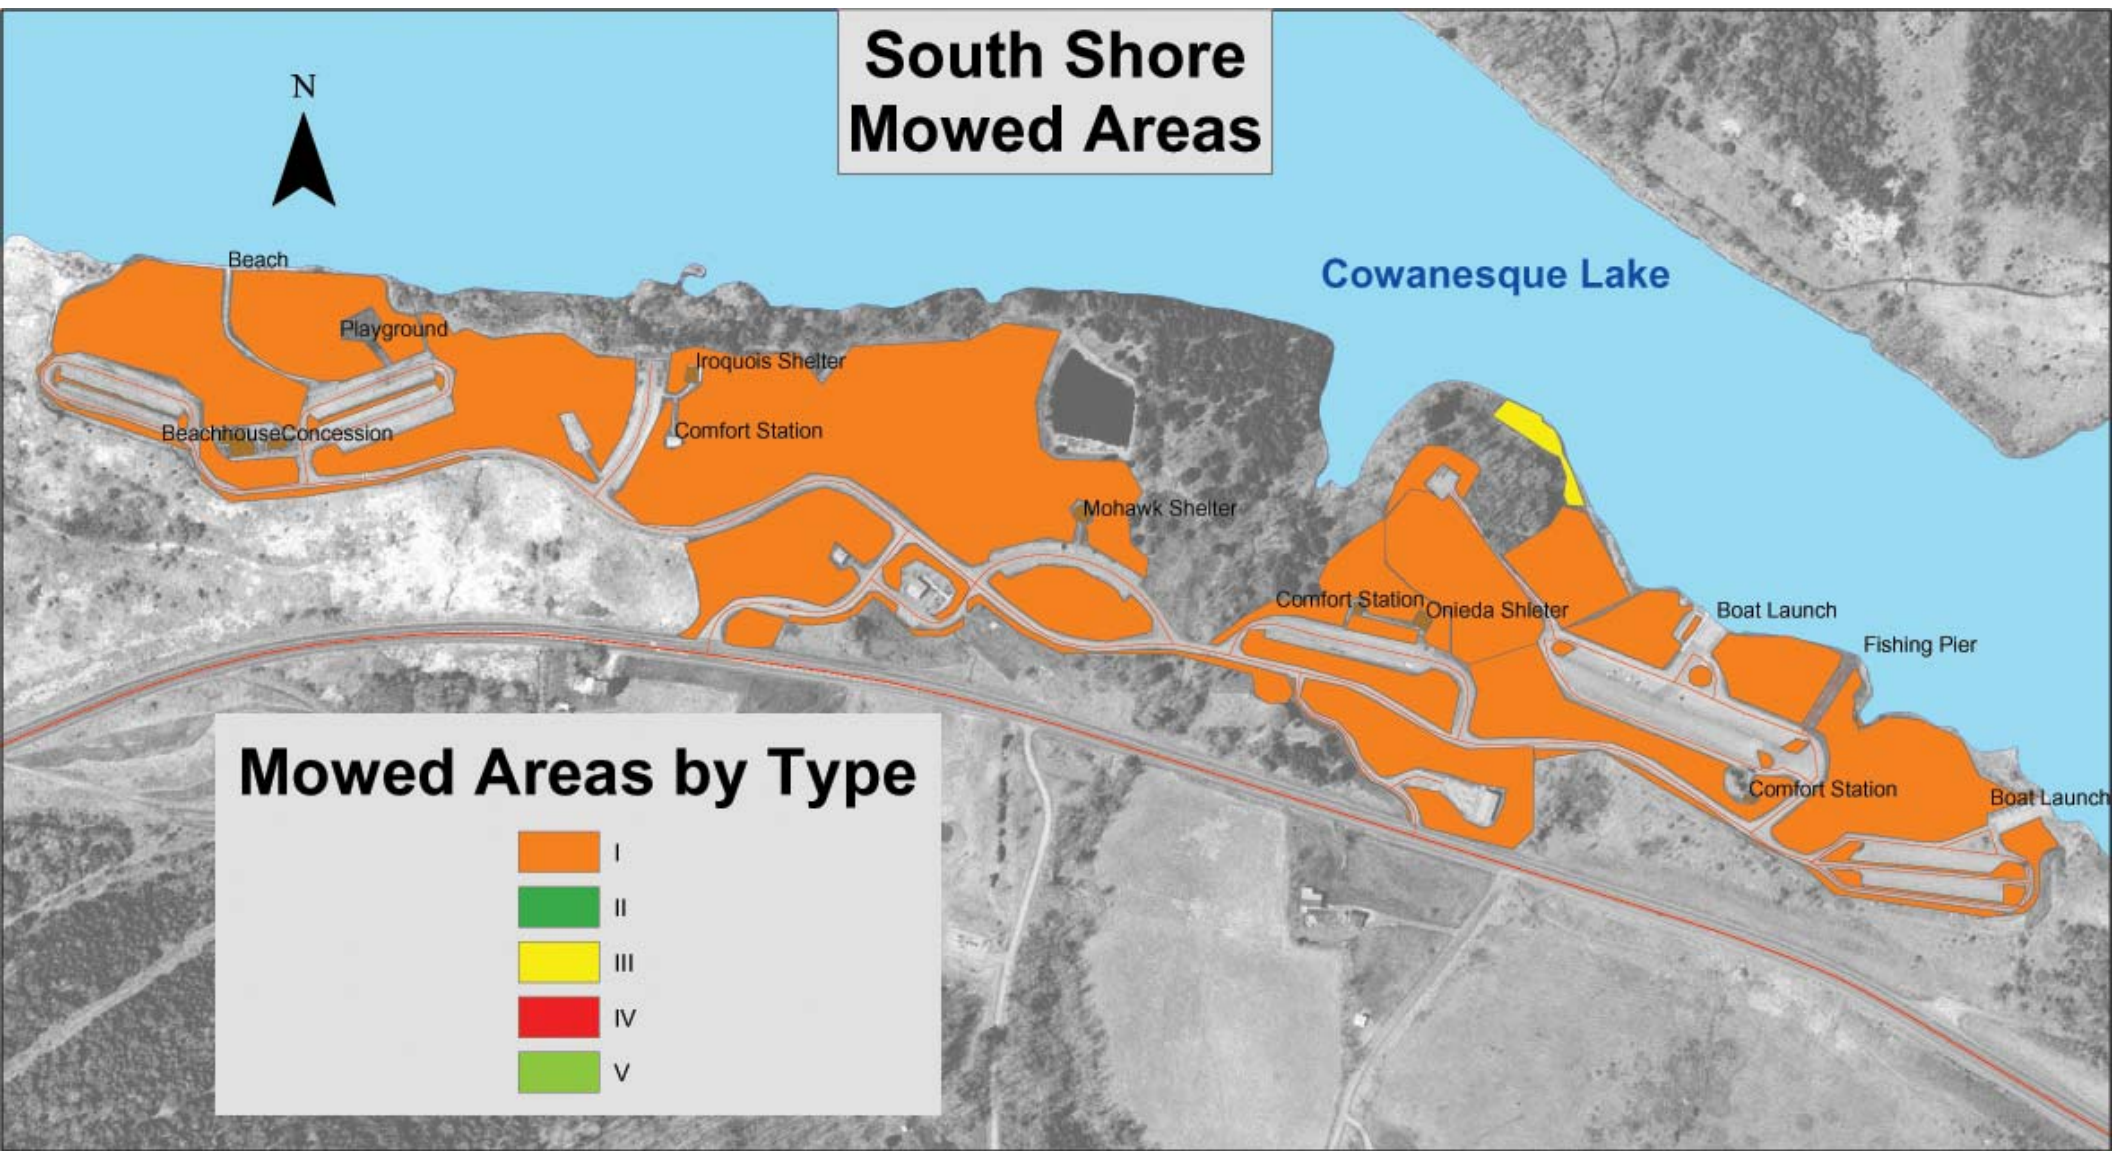 South Shore
Mowed Areas
N
Cowanesque Lake
Beach
Playground
Iroquois Shelter
BeachhouseConcession
Comfort Station
Mohawk Shelter
Comfort Station
Onieda Shleter
Boat Launch
Fishing Pier
Comfort Station
Boat Launch
Mowed Areas by Type
I
II
III
IV
V